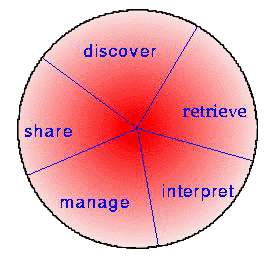 discover
retrieve
share
interpret
manage